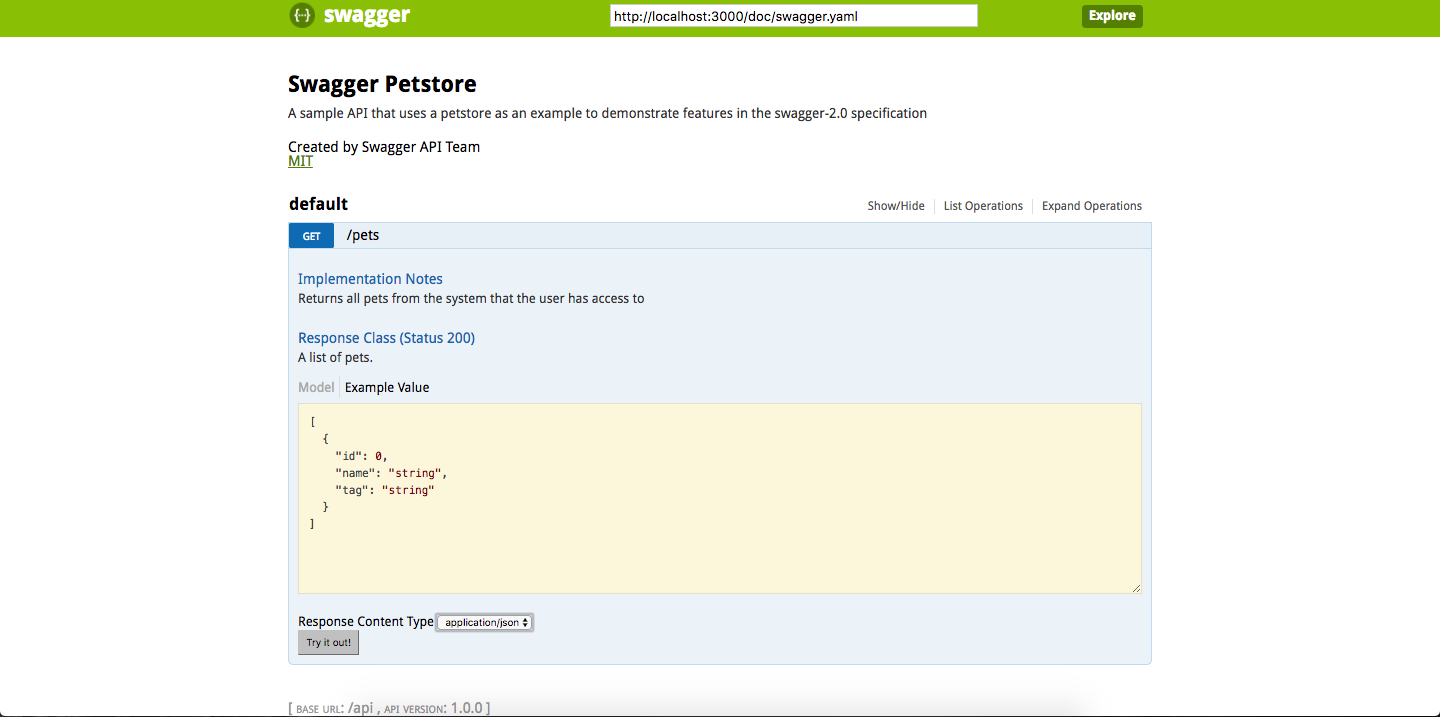 {···} swagger http://localhost:3000/doc/swagger.yaml Explore
Swagger Petstore
A sample API that uses a petstore as an example to demonstrate features in the swagger-2.0 specification
Created by Swagger API Team
MIT
default Show/Hide List Operations Expand Operations
GET /pets
Implementation Notes
Returns all pets from the system that the user has access to
Response Class (Status 200)
A list of pets.
Model Example Value
[
{
"id": 0,
"name": "string",
"tag": "string"
}
]
Response Content Type application/json
Try it out!
[ BASE URL: /api , API VERSION: 1.0.0 ]